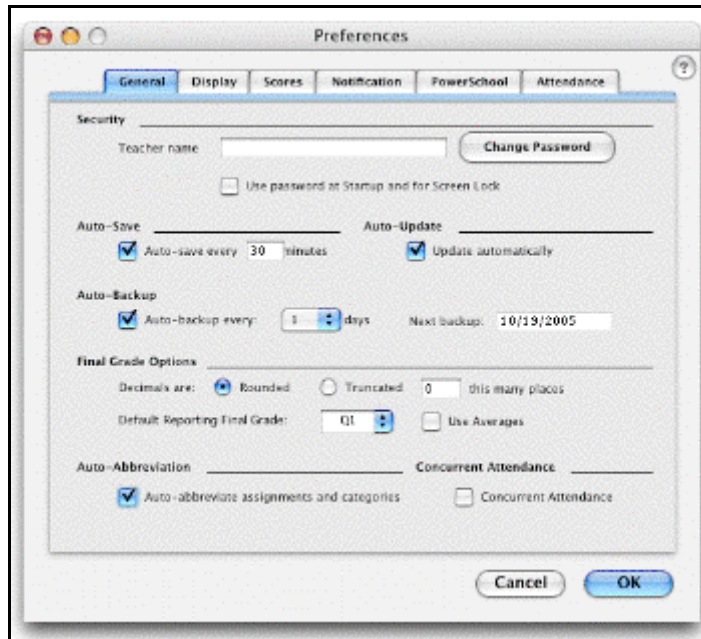 Preferences
?
General Display Scores Notification PowerSchool Attendance
Security
Teacher name Change Password
Use password at Startup and for Screen Lock
Auto-Save Auto-Update
Auto-save every 30 minutes Update automatically
Auto-Backup
Auto-backup every: 1 days Next backup: 10/19/2005
Final Grade Options
Decimals are: Rounded Truncated 0 this many places
Default Reporting Final Grade: Q1 Use Averages
Auto-Abbreviation Concurrent Attendance
Auto-abbreviate assignments and categories Concurrent Attendance
Cancel OK